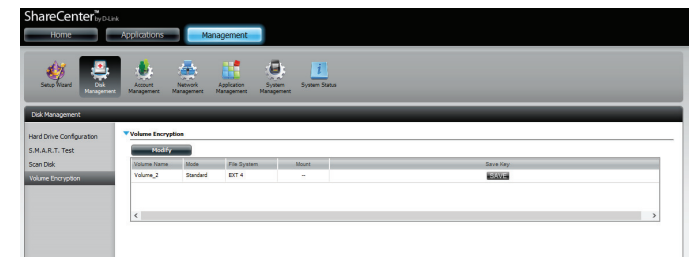 ShareCenter™ by D-Link
Home Applications Management
Setup Wizard Disk Management Account Management Network Management Application Management System Management System Status
Disk Management
Hard Drive Configuration
S.M.A.R.T. Test
Scan Disk
Volume Encryption
Volume Encryption
Modify
Volume Name Mode File System Mount Save Key
Volume_2 Standard EXT 4 -- SAVE